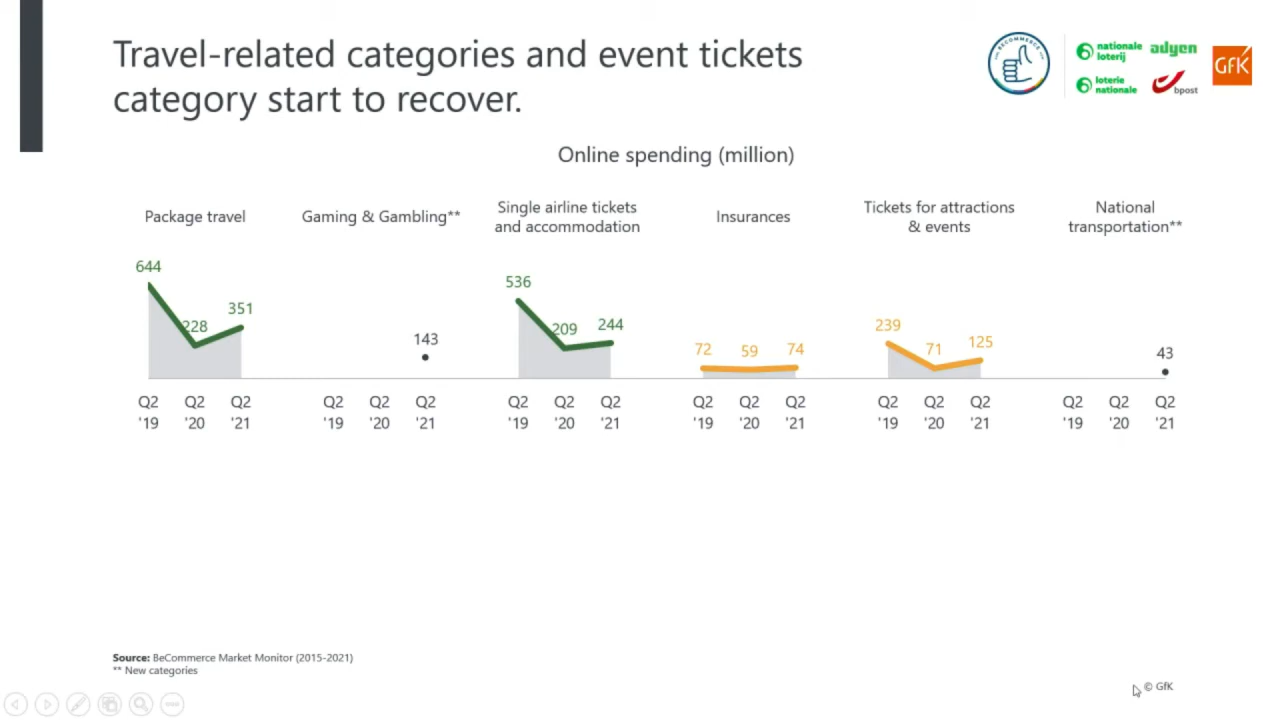 Travel-related categories and event tickets
category start to recover.
BECOMMERCE
nationale
loterij
adyen
loterie
nationale
bpost
GfK
Online spending (million)
Package travel
Gaming & Gambling**
Single airline tickets
and accommodation
Insurances
Tickets for attractions
& events
National
transportation**
644
228
351
143
536
209
244
72
59
74
239
71
125
43
Q2 Q2 Q2 Q2 Q2 Q2 Q2 Q2 Q2 Q2 Q2 Q2 Q2 Q2 Q2 Q2 Q2 Q2
'19 '20 '21 '19 '20 '21 '19 '20 '21 '19 '20 '21 '19 '20 '21 '19 '20 '21
Source: BeCommerce Market Monitor (2015-2021)
** New categories
© GfK